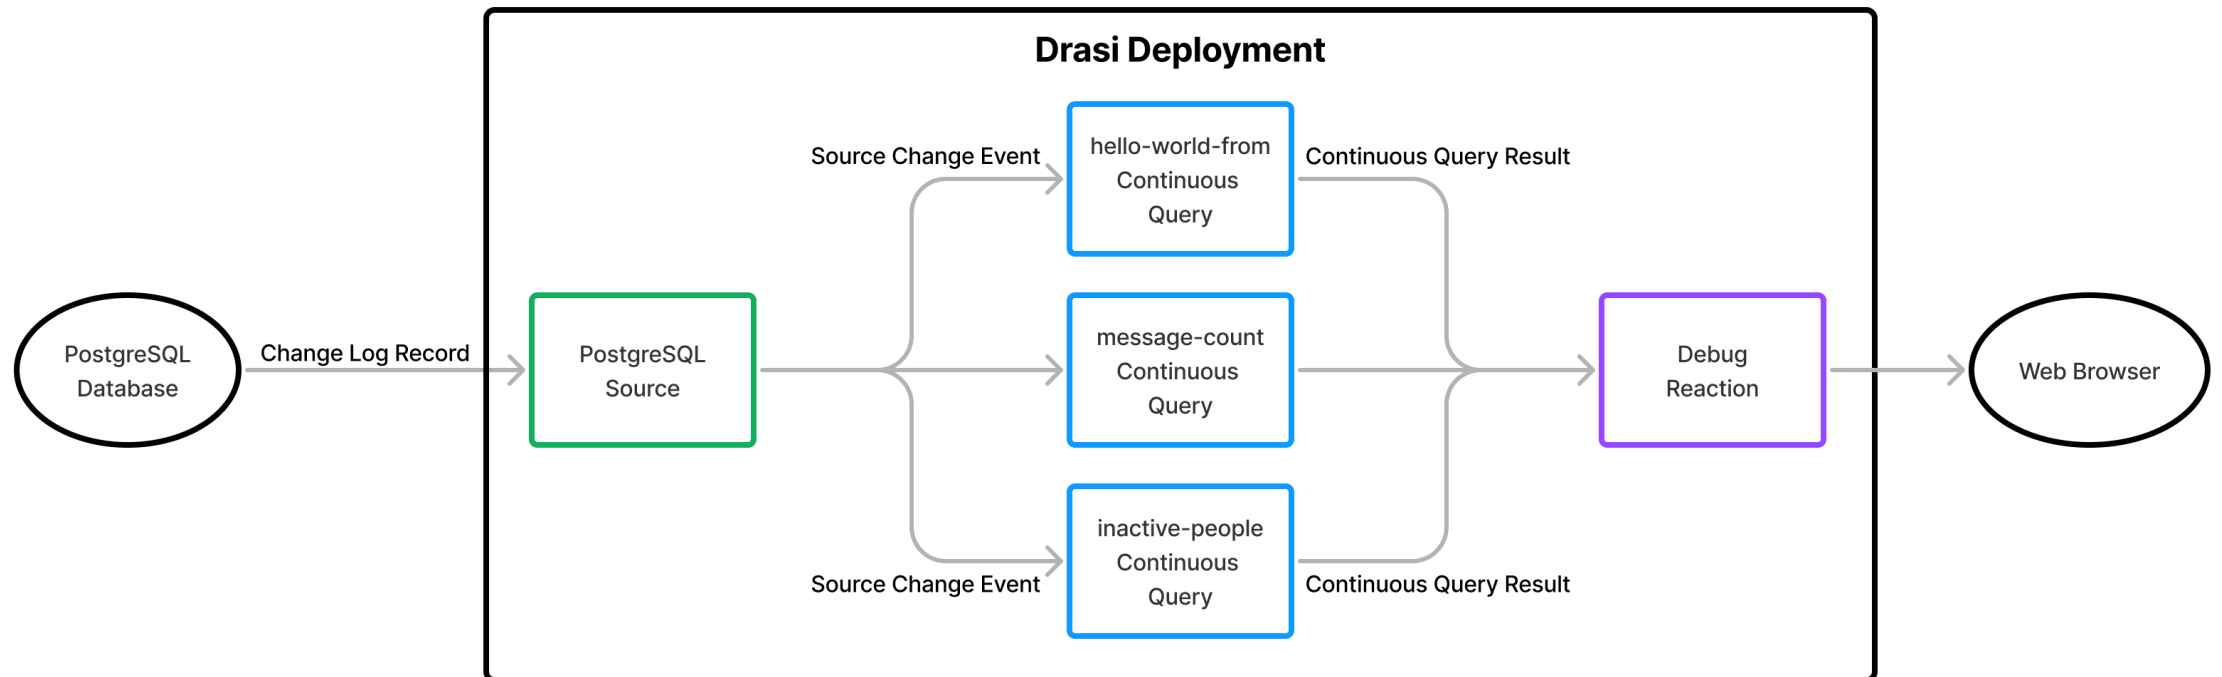 Drasi Deployment
PostgreSQL
Database
Change Log Record
PostgreSQL
Source
Source Change Event
hello-world-from
Continuous
Query
Continuous Query Result
message-count
Continuous
Query
Source Change Event
inactive-people
Continuous
Query
Continuous Query Result
Debug
Reaction
Web Browser